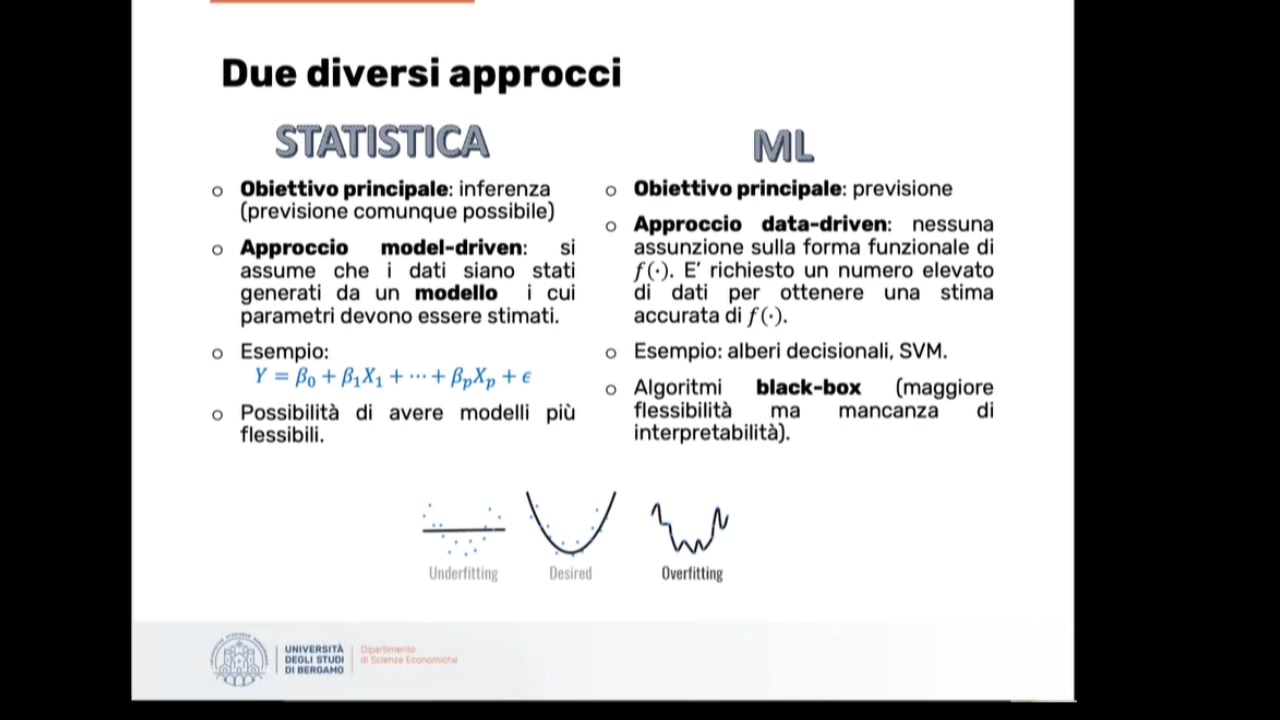 Due diversi approcci
STATISTICA
○ Obiettivo principale: inferenza
(previsione comunque possibile)
○ Approccio model-driven: si
assume che i dati siano stati
generati da un modello i cui
parametri devono essere stimati.
○ Esempio:
Y = β₀ + β₁X₁ + ⋯ + βₚXₚ + ϵ
○ Possibilità di avere modelli più
flessibili.
ML
○ Obiettivo principale: previsione
○ Approccio data-driven: nessuna
assunzione sulla forma funzionale di
f(·). E' richiesto un numero elevato
di dati per ottenere una stima
accurata di f(·).
○ Esempio: alberi decisionali, SVM.
○ Algoritmi black-box (maggiore
flessibilità ma mancanza di
interpretabilità).
Underfitting
Desired
Overfitting
UNIVERSITÀ
DEGLI STUDI
DI BERGAMO
Dipartimento
di Scienze Economiche